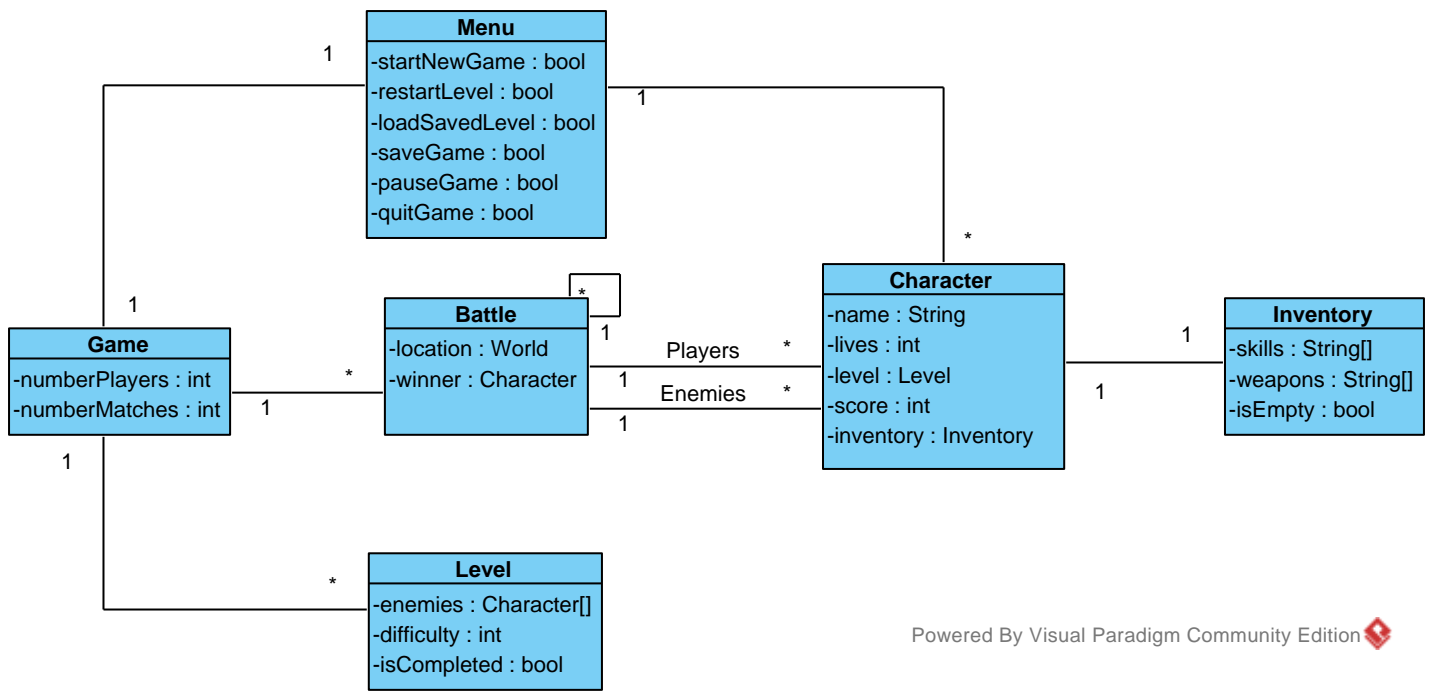 Menu
-startNewGame : bool
-restartLevel : bool
-loadSavedLevel : bool
-saveGame : bool
-pauseGame : bool
-quitGame : bool
1
1
*
1
Game
-numberPlayers : int
-numberMatches : int
1
*
1
Battle
-location : World
-winner : Character
*
1
Players
*
1
Enemies
*
1
Character
-name : String
-lives : int
-level : Level
-score : int
-inventory : Inventory
1
1
Inventory
-skills : String[]
-weapons : String[]
-isEmpty : bool
*
Level
-enemies : Character[]
-difficulty : int
-isCompleted : bool
Powered By Visual Paradigm Community Edition